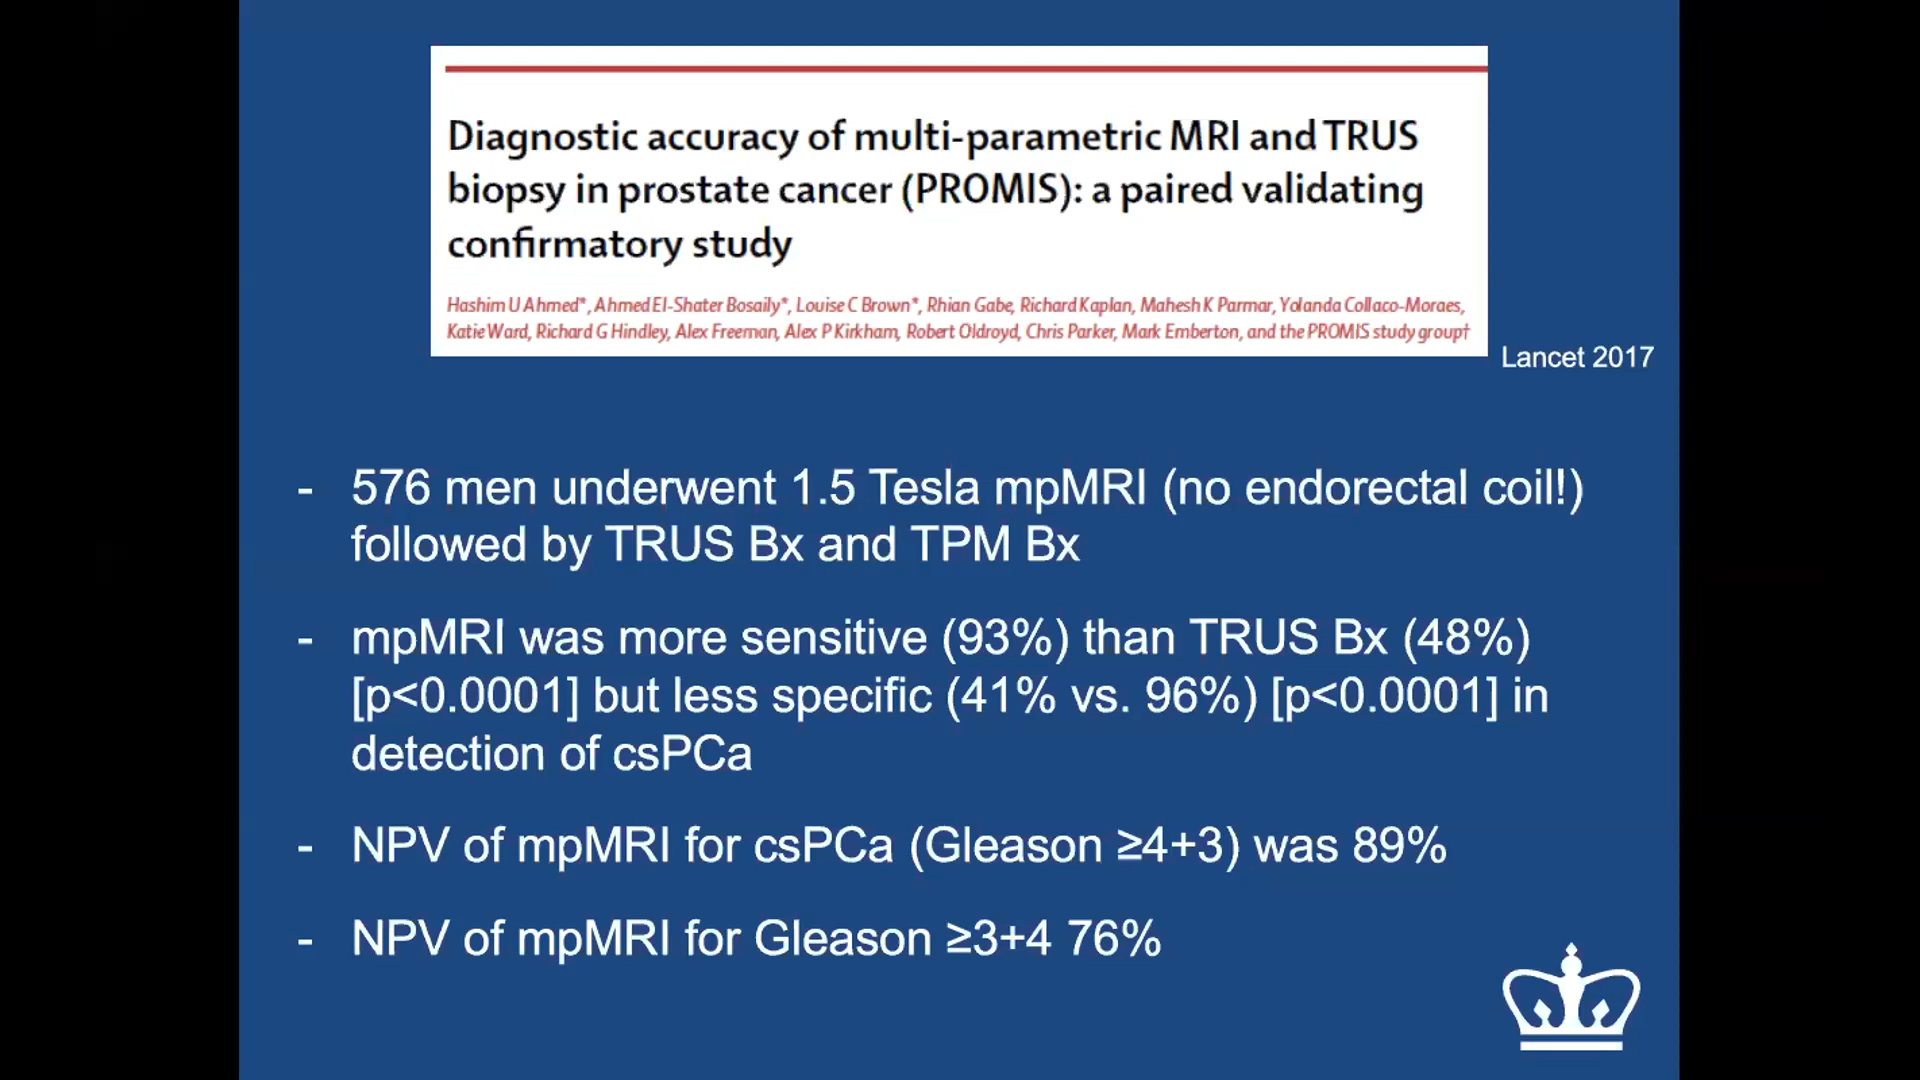 Diagnostic accuracy of multi-parametric MRI and TRUS
biopsy in prostate cancer (PROMIS): a paired validating
confirmatory study
Hashim U Ahmed*, Ahmed El-Shater Bosaily*, Louise C Brown*, Rhian Gabe, Richard Kaplan, Mahesh K Parmar, Yolanda Collaco-Moraes,
Katie Ward, Richard G Hindley, Alex Freeman, Alex P Kirkham, Robert Oldroyd, Chris Parker, Mark Emberton, and the PROMIS study group†
Lancet 2017
- 576 men underwent 1.5 Tesla mpMRI (no endorectal coil!)
followed by TRUS Bx and TPM Bx
- mpMRI was more sensitive (93%) than TRUS Bx (48%)
[p<0.0001] but less specific (41% vs. 96%) [p<0.0001] in
detection of csPCa
- NPV of mpMRI for csPCa (Gleason ≥4+3) was 89%
- NPV of mpMRI for Gleason ≥3+4 76%